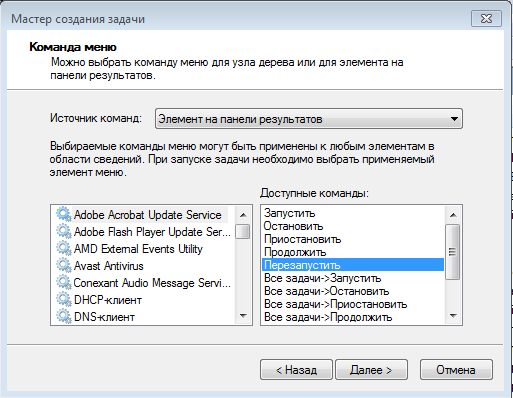 Мастер создания задачи
Команда меню
Можно выбрать команду меню для узла дерева или для элемента на
панели результатов.
Источник команд: Элемент на панели результатов
Выбираемые команды меню могут быть применены к любым элементам в
области сведений. При запуске задачи необходимо выбрать применяемый
элемент меню.
Доступные команды:
Adobe Acrobat Update Service
Adobe Flash Player Update Ser...
AMD External Events Utility
Avast Antivirus
Conexant Audio Message Servi...
DHCP-клиент
DNS-клиент
Запустить
Остановить
Приостановить
Продолжить
Перезапустить
Все задачи->Запустить
Все задачи->Остановить
Все задачи->Приостановить
Все задачи->Продолжить
< Назад Далее > Отмена